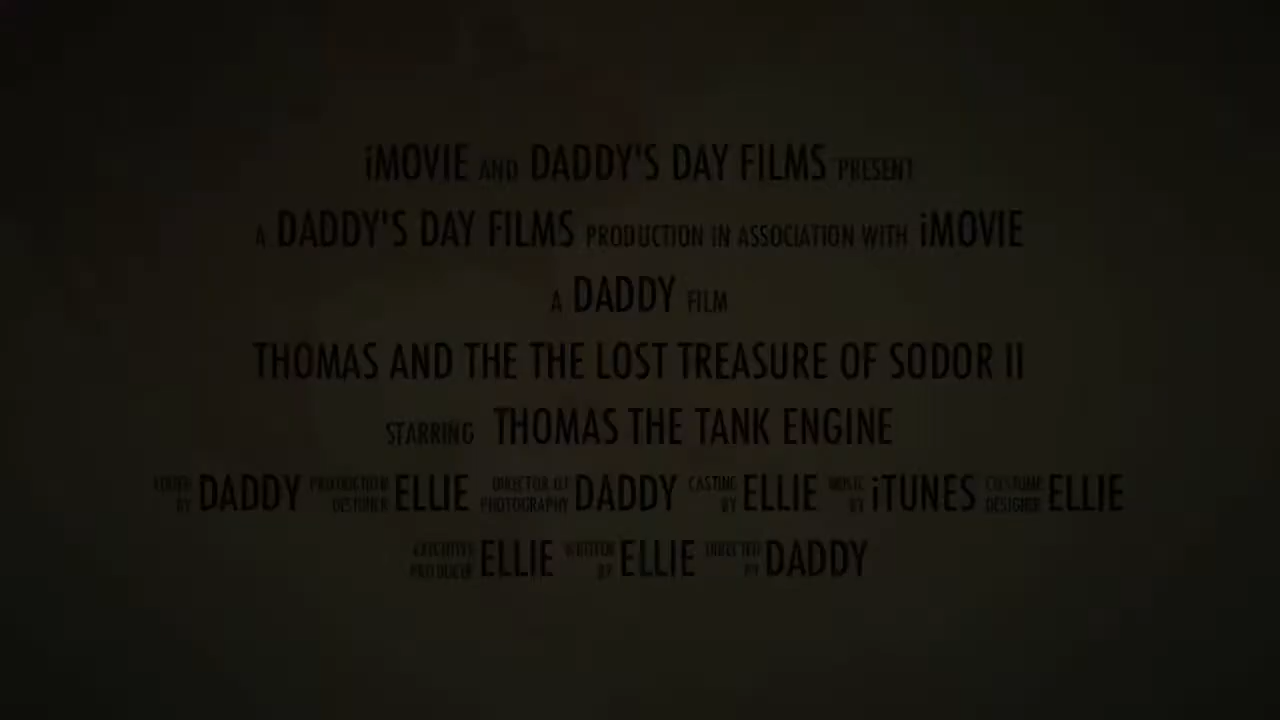 iMOVIE AND DADDY'S DAY FILMS PRESENT
A DADDY'S DAY FILMS PRODUCTION IN ASSOCIATION WITH iMOVIE
A DADDY FILM
THOMAS AND THE THE LOST TREASURE OF SODOR II
STARRING THOMAS THE TANK ENGINE
EDITED BY DADDY PRODUCTION DESIGNER ELLIE DIRECTOR OF PHOTOGRAPHY DADDY CASTING BY ELLIE MUSIC BY iTUNES COSTUME DESIGNER ELLIE
EXECUTIVE PRODUCER ELLIE WRITTEN BY ELLIE DIRECTED BY DADDY